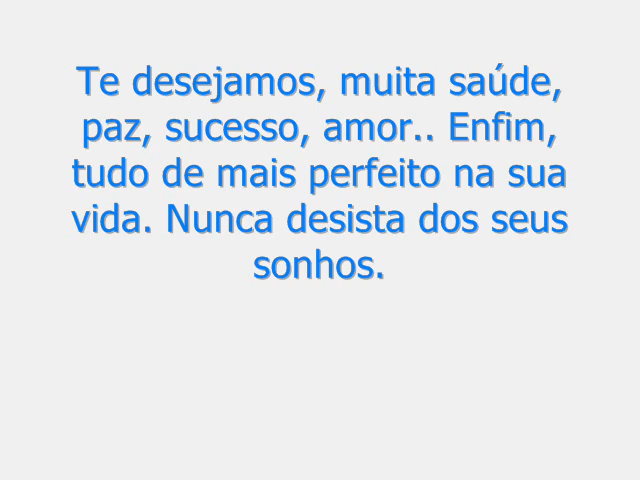 Te desejamos, muita saúde,
paz, sucesso, amor.. Enfim,
tudo de mais perfeito na sua
vida. Nunca desista dos seus
sonhos.